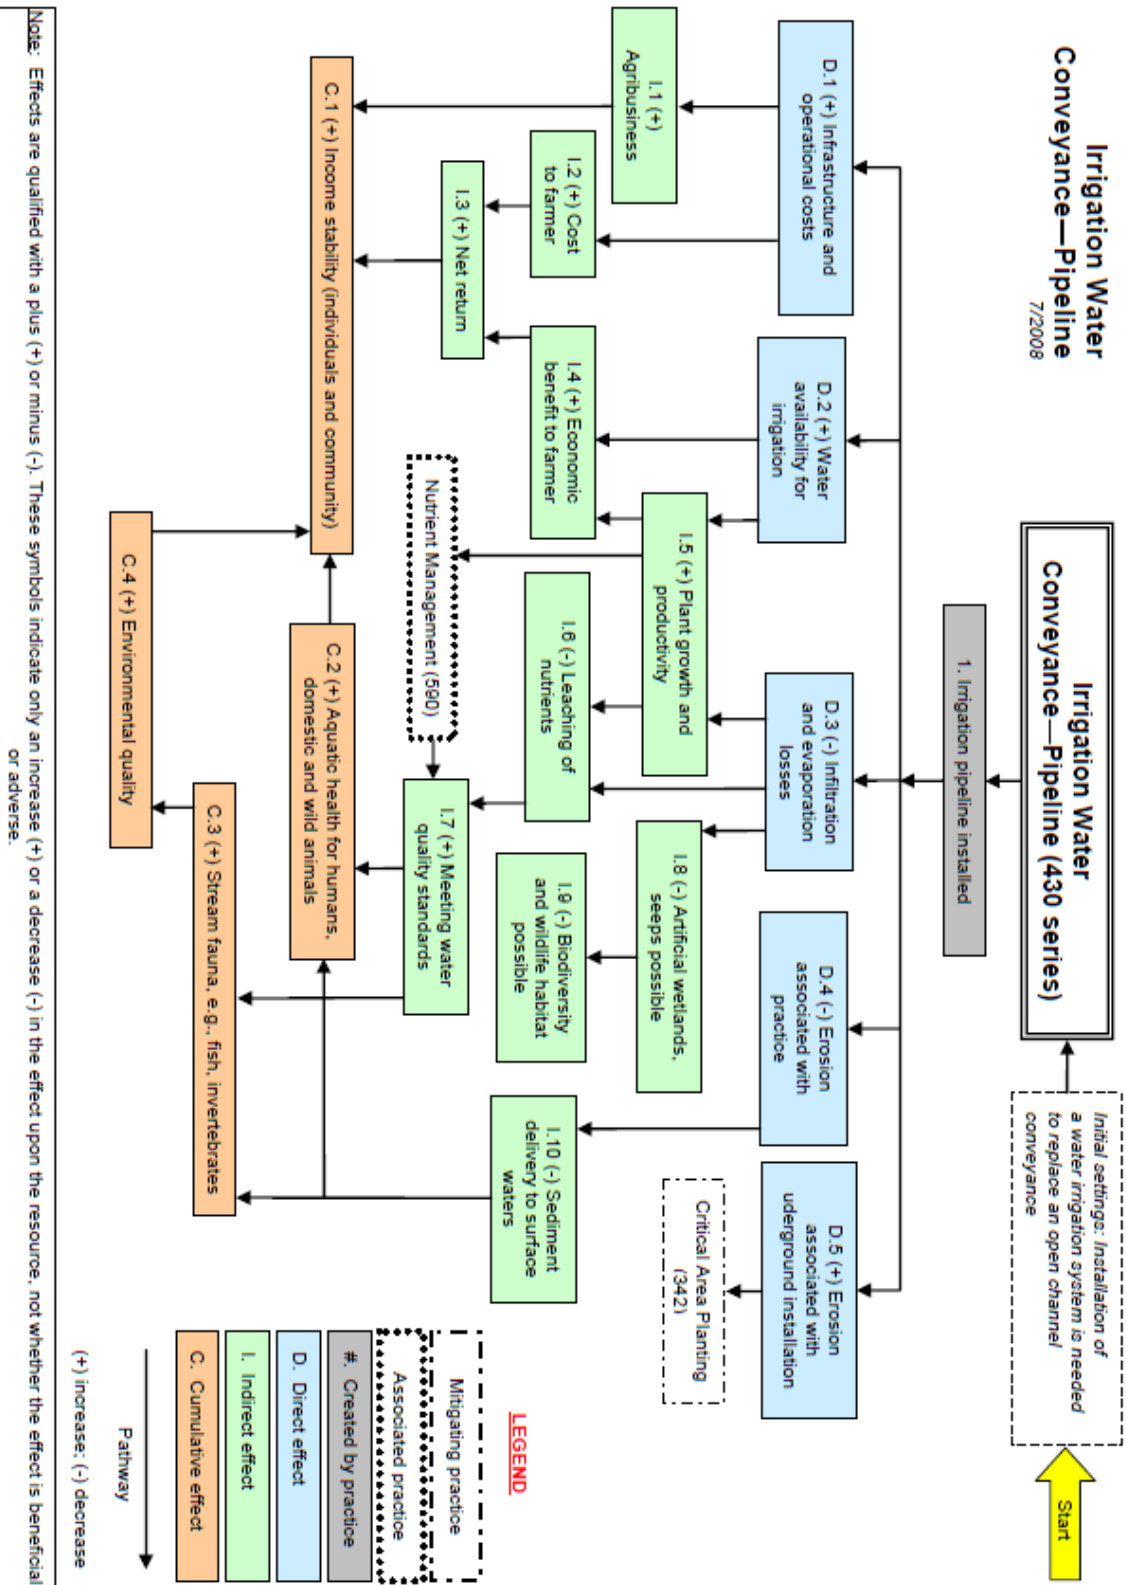 Irrigation Water
Conveyance—Pipeline
7/2008
Irrigation Water
Conveyance—Pipeline (430 series)
Initial settings: Installation of
a water irrigation system is needed
to replace an open channel
conveyance
Start
1. Irrigation pipeline installed
D.1 (+) Infrastructure and
operational costs
D.2 (+) Water
availability for
irrigation
D.3 (-) Infiltration
and evaporation
losses
D.4 (-) Erosion
associated with
practice
D.5 (+) Erosion
associated with
uderground installation
I.1 (+)
Agribusiness
I.2 (+) Cost
to farmer
I.3 (+) Net return
I.4 (+) Economic
benefit to farmer
I.5 (+) Plant growth and
productivity
I.6 (-) Leaching of
nutrients
I.8 (-) Artificial wetlands,
seeps possible
I.9 (-) Biodiversity
and wildlife habitat
possible
Critical Area Planting
(342)
I.10 (-) Sediment
delivery to surface
waters
Nutrient Management (590)
I.7 (+) Meeting water
quality standards
C.1 (+) Income stability (individuals and community)
C.2 (+) Aquatic health for humans,
domestic and wild animals
C.3 (+) Stream fauna, e.g., fish, invertebrates
C.4 (+) Environmental quality
LEGEND
Mitigating practice
Associated practice
#. Created by practice
D. Direct effect
I. Indirect effect
C. Cumulative effect
Pathway
(+) increase; (-) decrease
Note: Effects are qualified with a plus (+) or minus (-). These symbols indicate only an increase (+) or a decrease (-) in the effect upon the resource, not whether the effect is beneficial
or adverse.